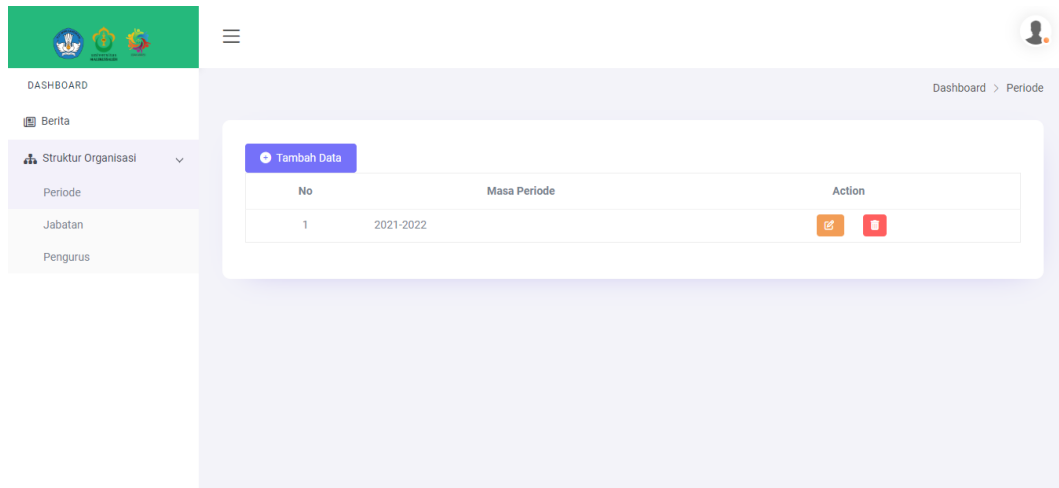 DASHBOARD
Dashboard > Periode
Berita
Struktur Organisasi
Periode
Jabatan
Pengurus
Tambah Data
No Masa Periode Action
1 2021-2022